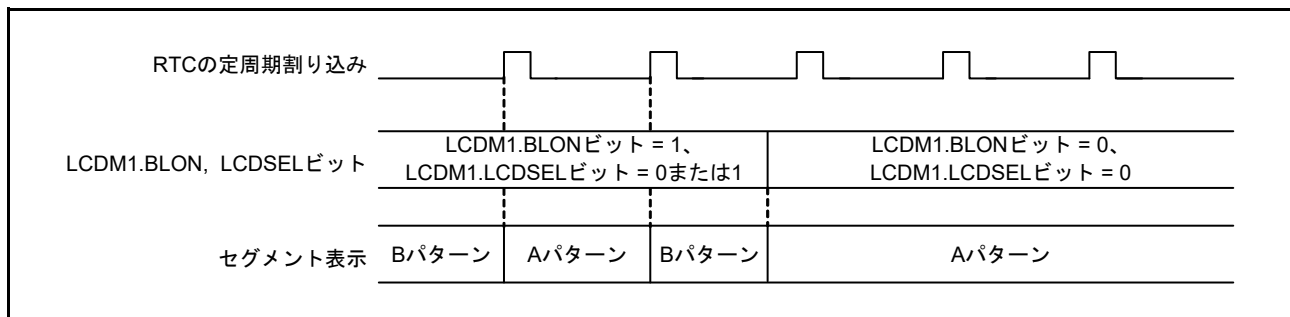 RTCの定周期割り込み
LCDM1.BLON, LCDSELビット
LCDM1.BLONビット = 1、
LCDM1.LCDSELビット = 0または1
LCDM1.BLONビット = 0、
LCDM1.LCDSELビット = 0
セグメント表示
Bパターン
Aパターン
Bパターン
Aパターン